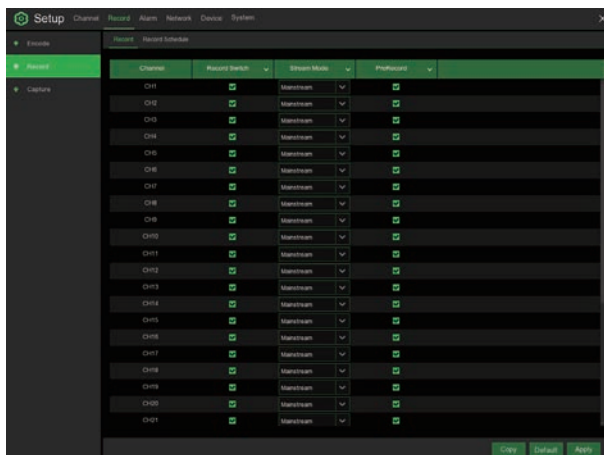 Setup Channel Record Alarm Network Device System X
Encode
Record
Capture
Record Record Schedule
Channel Record Switch Stream Mode PreRecord
CH1 Mainstream
CH2 Mainstream
CH3 Mainstream
CH4 Mainstream
CH5 Mainstream
CH6 Mainstream
CH7 Mainstream
CH8 Mainstream
CH9 Mainstream
CH10 Mainstream
CH11 Mainstream
CH12 Mainstream
CH13 Mainstream
CH14 Mainstream
CH15 Mainstream
CH16 Mainstream
CH17 Mainstream
CH18 Mainstream
CH19 Mainstream
CH20 Mainstream
CH21 Mainstream
Copy Default Apply